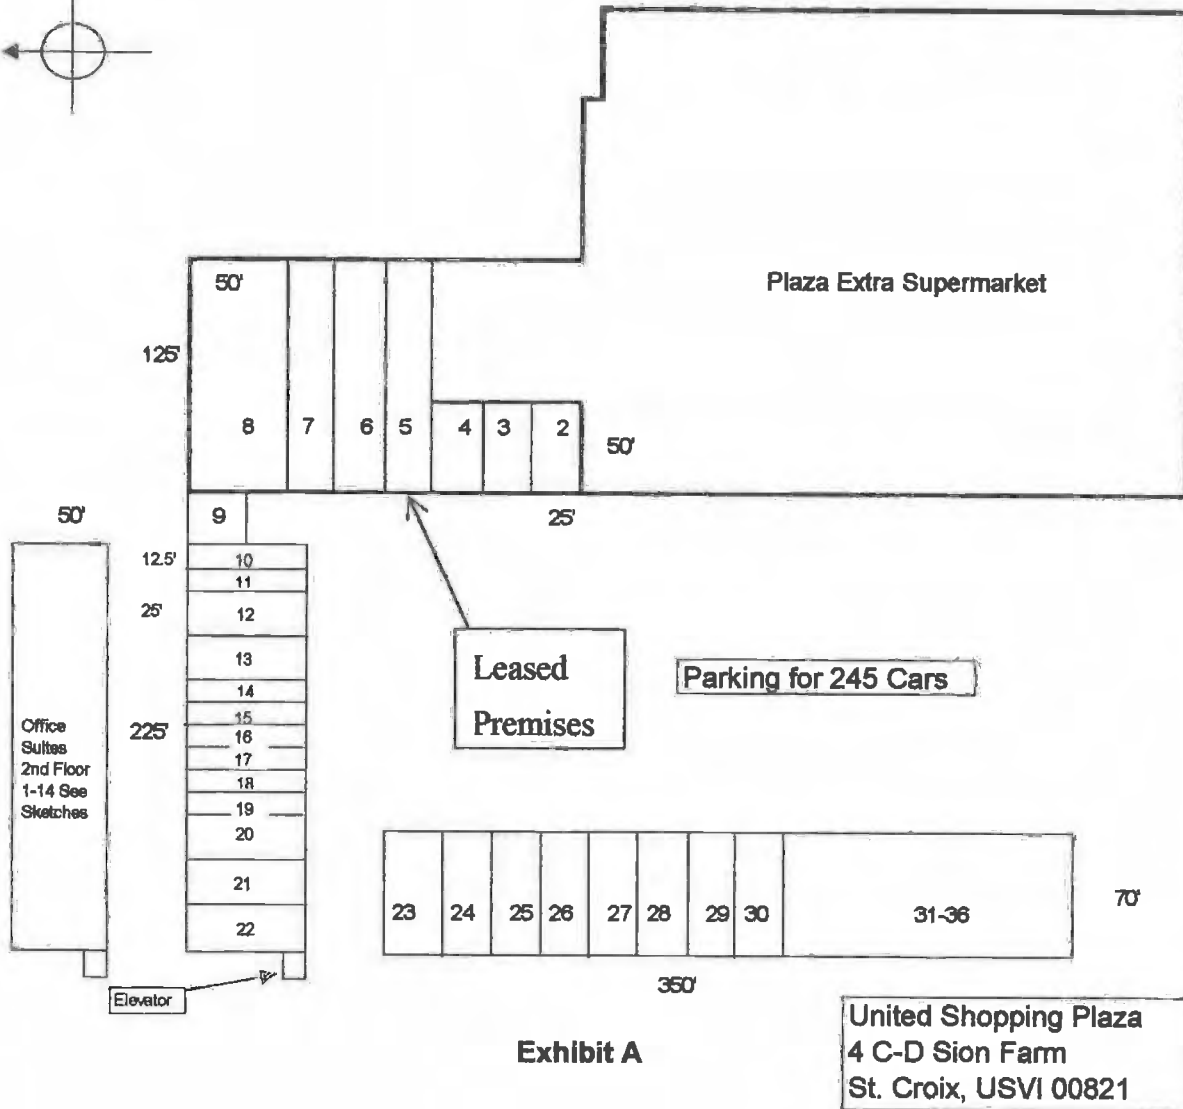 Plaza Extra Supermarket
50'
125'
8
7
6
5
4
3
2
50'
50'
9
25'
12.5'
10
11
25'
12
13
14
15
225'
16
17
18
19
20
21
22
Office
Suites
2nd Floor
1-14 See
Sketches
Leased
Premises
Parking for 245 Cars
23
24
25
26
27
28
29
30
31-36
70'
350'
Elevator
Exhibit A
United Shopping Plaza
4 C-D Sion Farm
St. Croix, USVI 00821